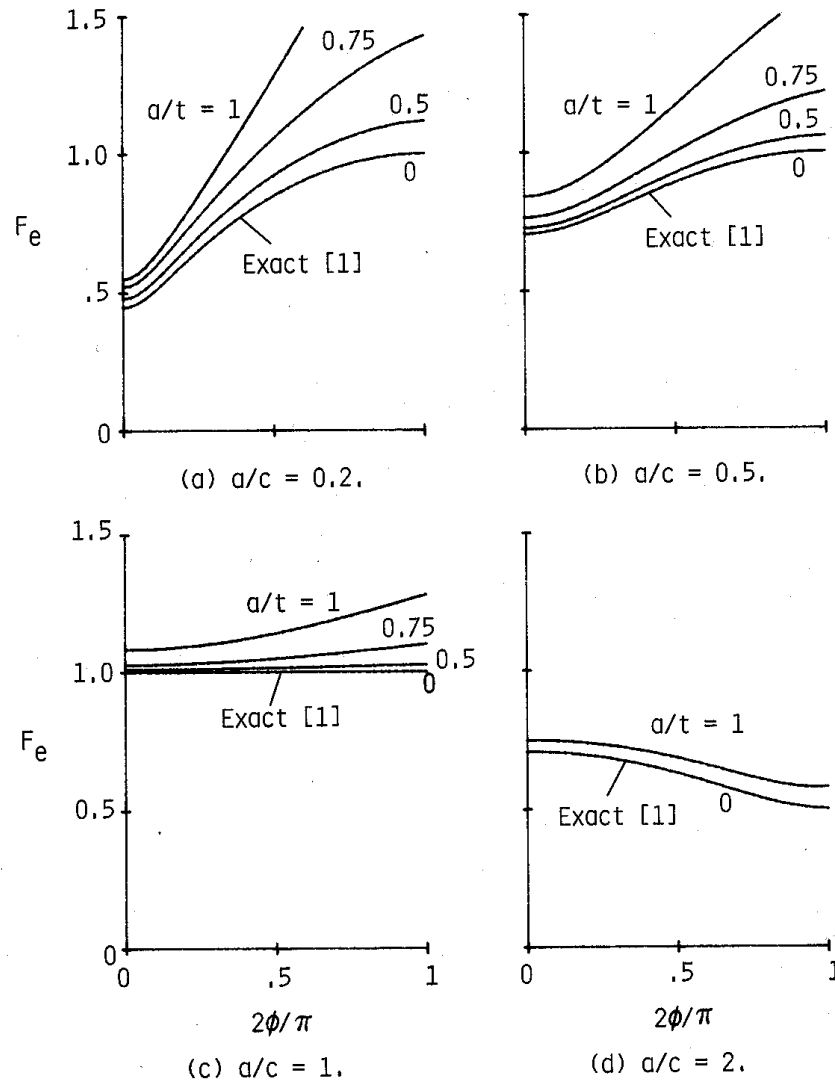 1.5
0.75
a/t = 1
0.5
1.0
0
Fe
Exact [1]
.5
0
(a) a/c = 0.2.
0.75
a/t = 1
0.5
0
Exact [1]
(b) a/c = 0.5.
1.5
a/t = 1
0.75
0.5
1.0
0
Exact [1]
Fe
0.5
0
0
.5
1
2ϕ/π
(c) a/c = 1.
a/t = 1
0
Exact [1]
0
.5
1
2ϕ/π
(d) a/c = 2.